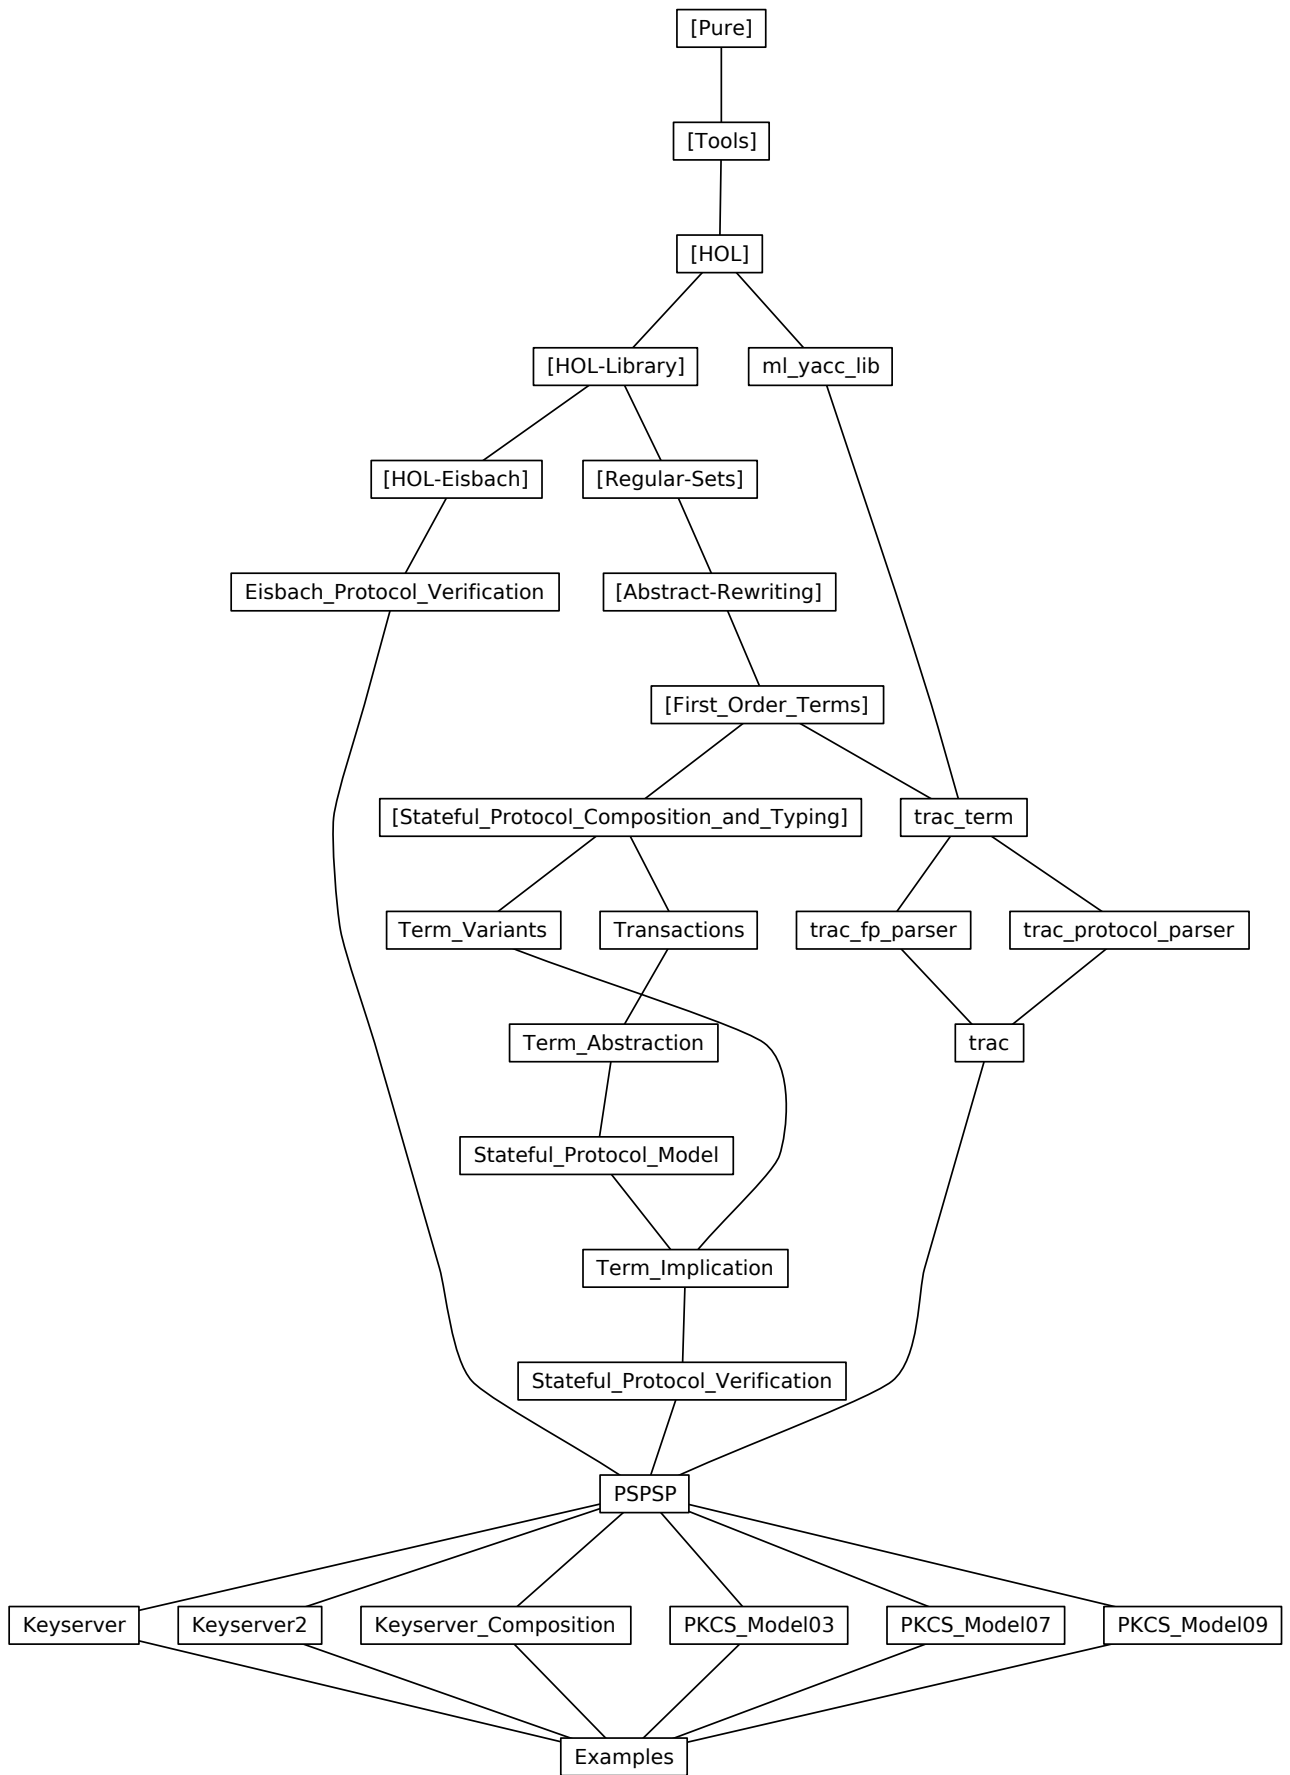 [Pure]
[Tools]
[HOL]
[HOL-Library]
ml_yacc_lib
[HOL-Eisbach]
[Regular-Sets]
Eisbach_Protocol_Verification
[Abstract-Rewriting]
[First_Order_Terms]
[Stateful_Protocol_Composition_and_Typing]
trac_term
Term_Variants
Transactions
trac_fp_parser
trac_protocol_parser
Term_Abstraction
trac
Stateful_Protocol_Model
Term_Implication
Stateful_Protocol_Verification
PSPSP
Keyserver
Keyserver2
Keyserver_Composition
PKCS_Model03
PKCS_Model07
PKCS_Model09
Examples